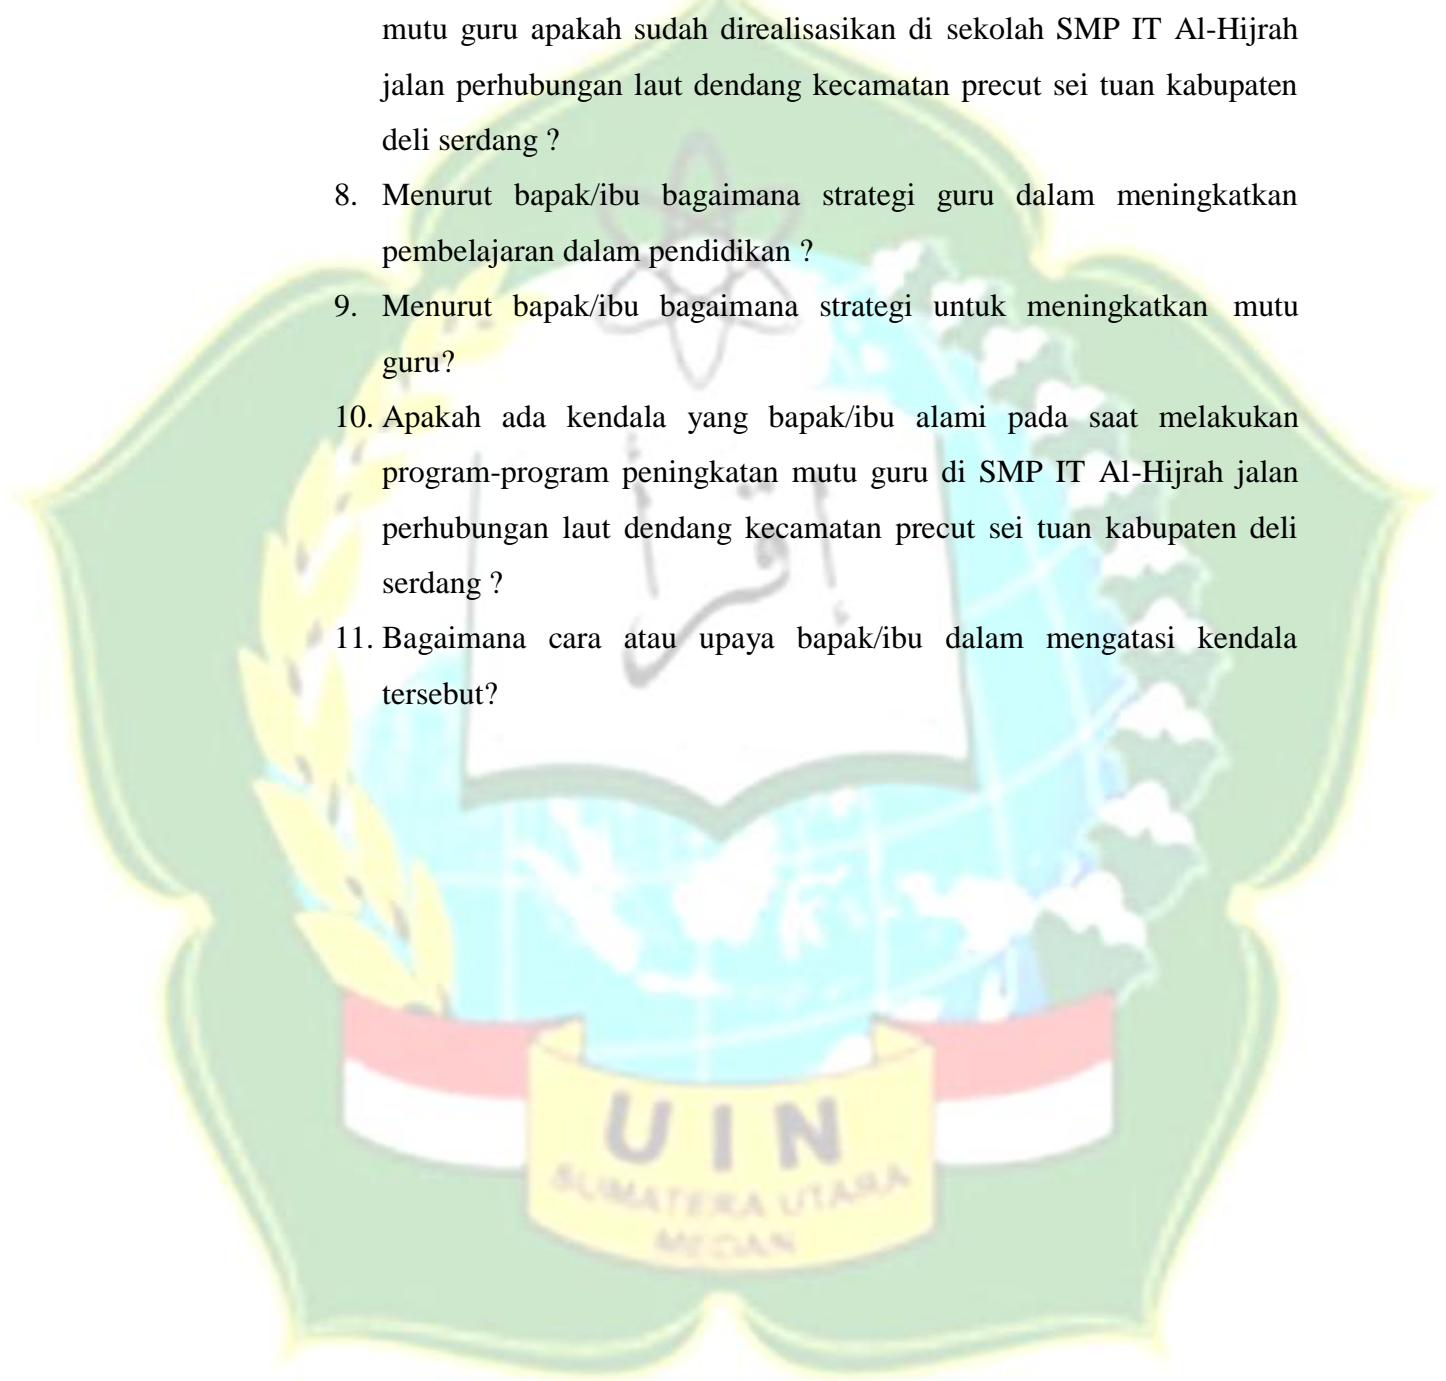 mutu guru apakah sudah direalisasikan di sekolah SMP IT Al-Hijrah
jalan perhubungan laut dendang kecamatan precut sei tuan kabupaten
deli serdang ?
8. Menurut bapak/ibu bagaimana strategi guru dalam meningkatkan
pembelajaran dalam pendidikan ?
9. Menurut bapak/ibu bagaimana strategi untuk meningkatkan mutu
guru?
10. Apakah ada kendala yang bapak/ibu alami pada saat melakukan
program-program peningkatan mutu guru di SMP IT Al-Hijrah jalan
perhubungan laut dendang kecamatan precut sei tuan kabupaten deli
serdang ?
11. Bagaimana cara atau upaya bapak/ibu dalam mengatasi kendala
tersebut?
اقرأ
UIN
SUMATERA UTARA
MEDAN